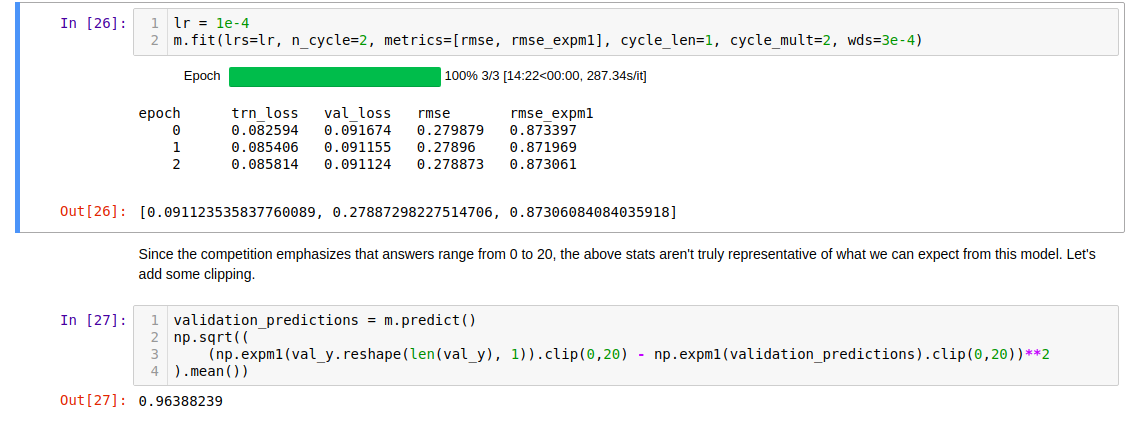 In [26]:
1 lr = 1e-4
2 m.fit(lrs=lr, n_cycle=2, metrics=[rmse, rmse_expm1], cycle_len=1, cycle_mult=2, wds=3e-4)
Epoch 100% 3/3 [14:22<00:00, 287.34s/it]
epoch trn_loss val_loss rmse rmse_expm1
0 0.082594 0.091674 0.279879 0.873397
1 0.085406 0.091155 0.27896 0.871969
2 0.085814 0.091124 0.278873 0.873061
Out[26]: [0.091123535837760089, 0.27887298227514706, 0.87306084084035918]
Since the competition emphasizes that answers range from 0 to 20, the above stats aren't truly representative of what we can expect from this model. Let's
add some clipping.
In [27]:
1 validation_predictions = m.predict()
2 np.sqrt((
3     (np.expm1(val_y.reshape(len(val_y), 1)).clip(0,20) - np.expm1(validation_predictions).clip(0,20))**2
4 ).mean())
Out[27]: 0.96388239